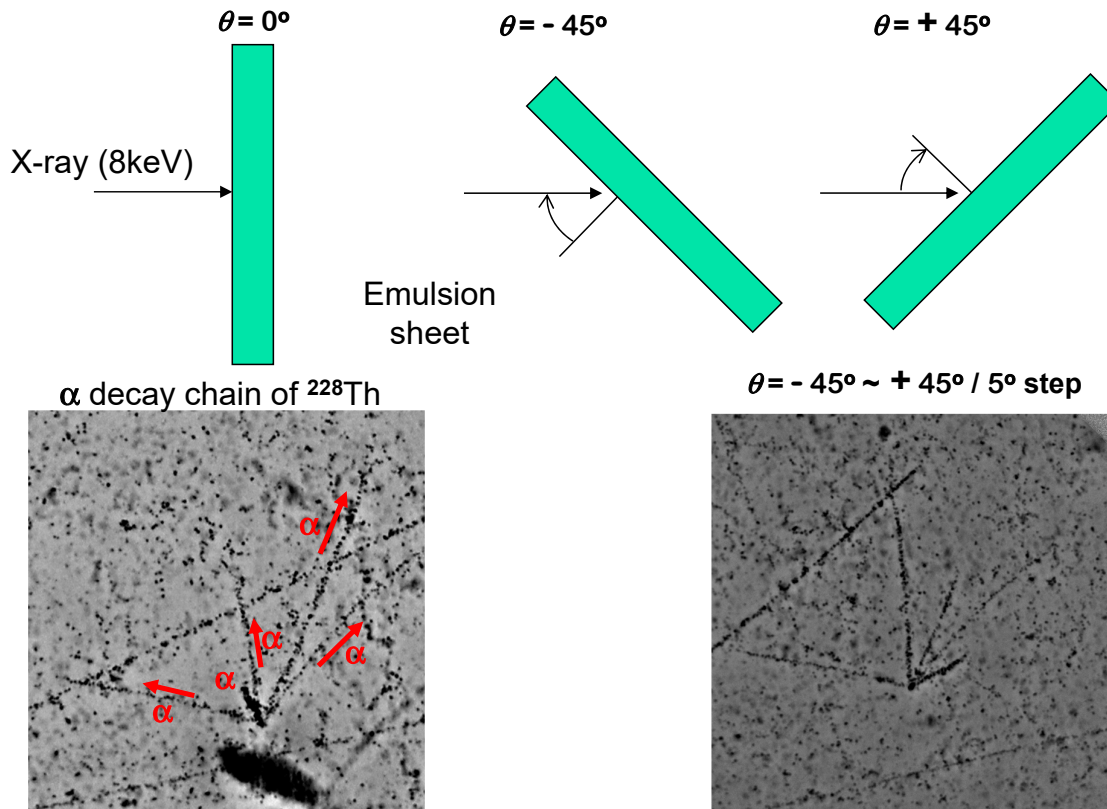 θ = 0º
θ = - 45º
θ = + 45º
X-ray (8keV)
Emulsion
sheet
α decay chain of ²²⁸Th
θ = - 45º ~ + 45º / 5º step
α
α
α
α
α